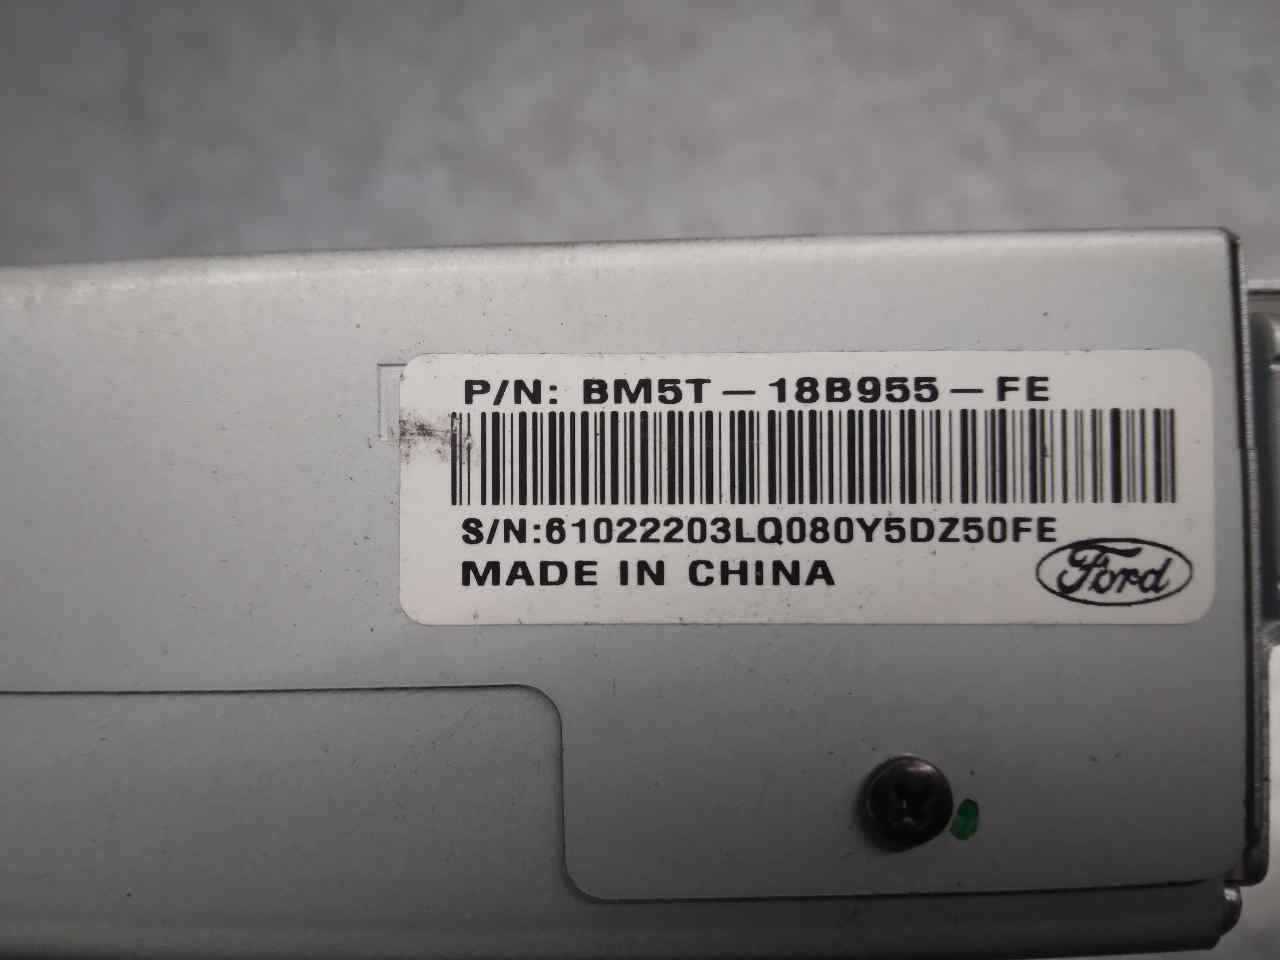 P/N: BM5T-18B955-FE
S/N:61022203LQ080Y5DZ50FE
MADE IN CHINA
Ford